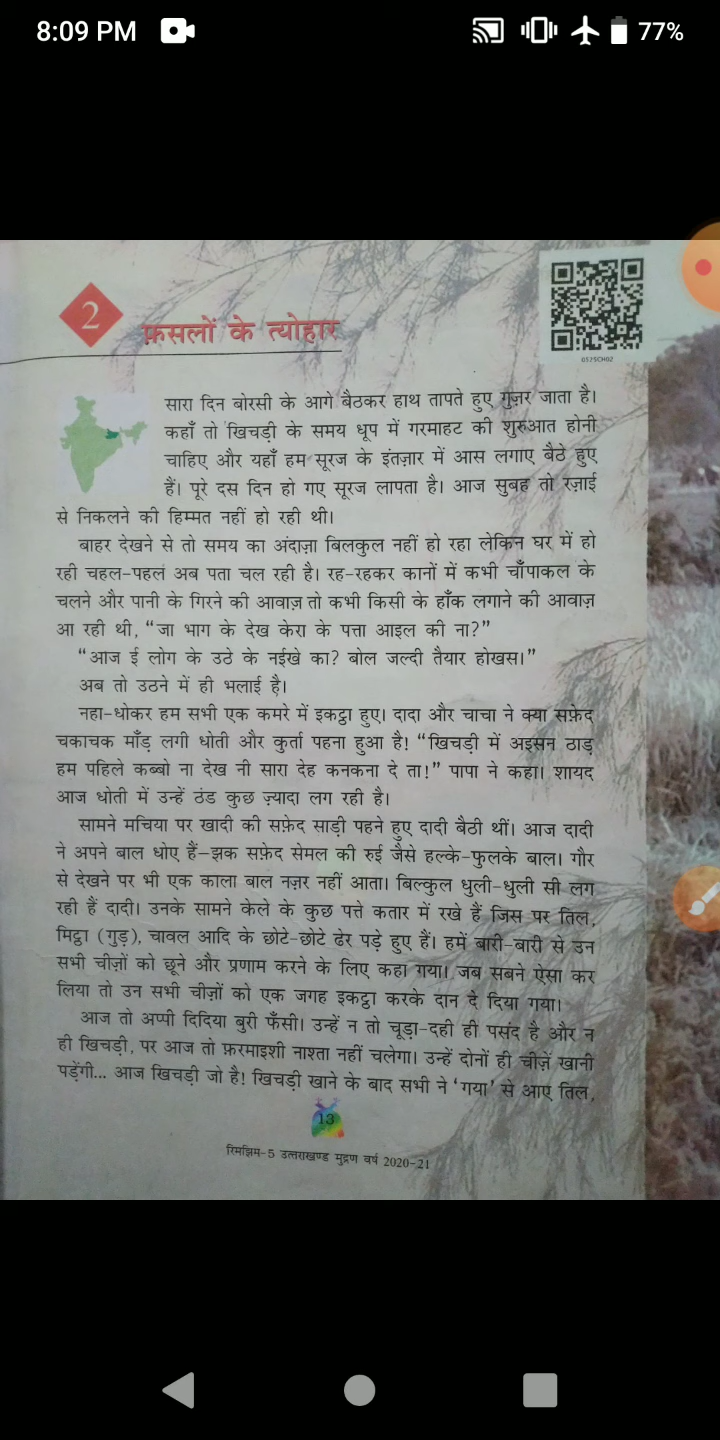 8:09 PM
77%
2
फ़सलों के त्योहार
0525CH02
सारा दिन बोरसी के आगे बैठकर हाथ तापते हुए गुज़र जाता है।
कहाँ तो खिचड़ी के समय धूप में गरमाहट की शुरुआत होनी
चाहिए और यहाँ हम सूरज के इंतज़ार में आस लगाए बैठे हुए
हैं। पूरे दस दिन हो गए सूरज लापता है। आज सुबह तो रज़ाई
से निकलने की हिम्मत नहीं हो रही थी।
बाहर देखने से तो समय का अंदाज़ा बिलकुल नहीं हो रहा लेकिन घर में हो
रही चहल-पहल अब पता चल रही है। रह-रहकर कानों में कभी चाँपाकल के
चलने और पानी के गिरने की आवाज़ तो कभी किसी के हाँक लगाने की आवाज़
आ रही थी, “जा भाग के देख केरा के पत्ता आइल की ना?”
“आज ई लोग के उठे के नईखे का? बोल जल्दी तैयार होखस।”
अब तो उठने में ही भलाई है।
नहा-धोकर हम सभी एक कमरे में इकट्ठा हुए। दादा और चाचा ने क्या सफ़ेद
चकाचक माँड़ लगी धोती और कुर्ता पहना हुआ है! “खिचड़ी में अइसन ठाड़
हम पहिले कब्बो ना देख नी सारा देह कनकना दे ता!” पापा ने कहा। शायद
आज धोती में उन्हें ठंड कुछ ज़्यादा लग रही है।
सामने मचिया पर खादी की सफ़ेद साड़ी पहने हुए दादी बैठी थीं। आज दादी
ने अपने बाल धोए हैं–झक सफ़ेद सेमल की रुई जैसे हल्के-फुलके बाल। गौर
से देखने पर भी एक काला बाल नज़र नहीं आता। बिल्कुल धुली-धुली सी लग
रही हैं दादी। उनके सामने केले के कुछ पत्ते कतार में रखे हैं जिस पर तिल,
मिट्ठा (गुड़), चावल आदि के छोटे-छोटे ढेर पड़े हुए हैं। हमें बारी-बारी से उन
सभी चीज़ों को छूने और प्रणाम करने के लिए कहा गया। जब सबने ऐसा कर
लिया तो उन सभी चीज़ों को एक जगह इकट्ठा करके दान दे दिया गया।
आज तो अप्पी दिदिया बुरी फँसी। उन्हें न तो चूड़ा-दही ही पसंद है और न
ही खिचड़ी, पर आज तो फ़रमाइशी नाश्ता नहीं चलेगा। उन्हें दोनों ही चीज़ें खानी
पड़ेंगी... आज खिचड़ी जो है! खिचड़ी खाने के बाद सभी ने ‘गया’ से आए तिल,
13
रिमझिम-5 उत्तराखण्ड मुद्रण वर्ष 2020-21